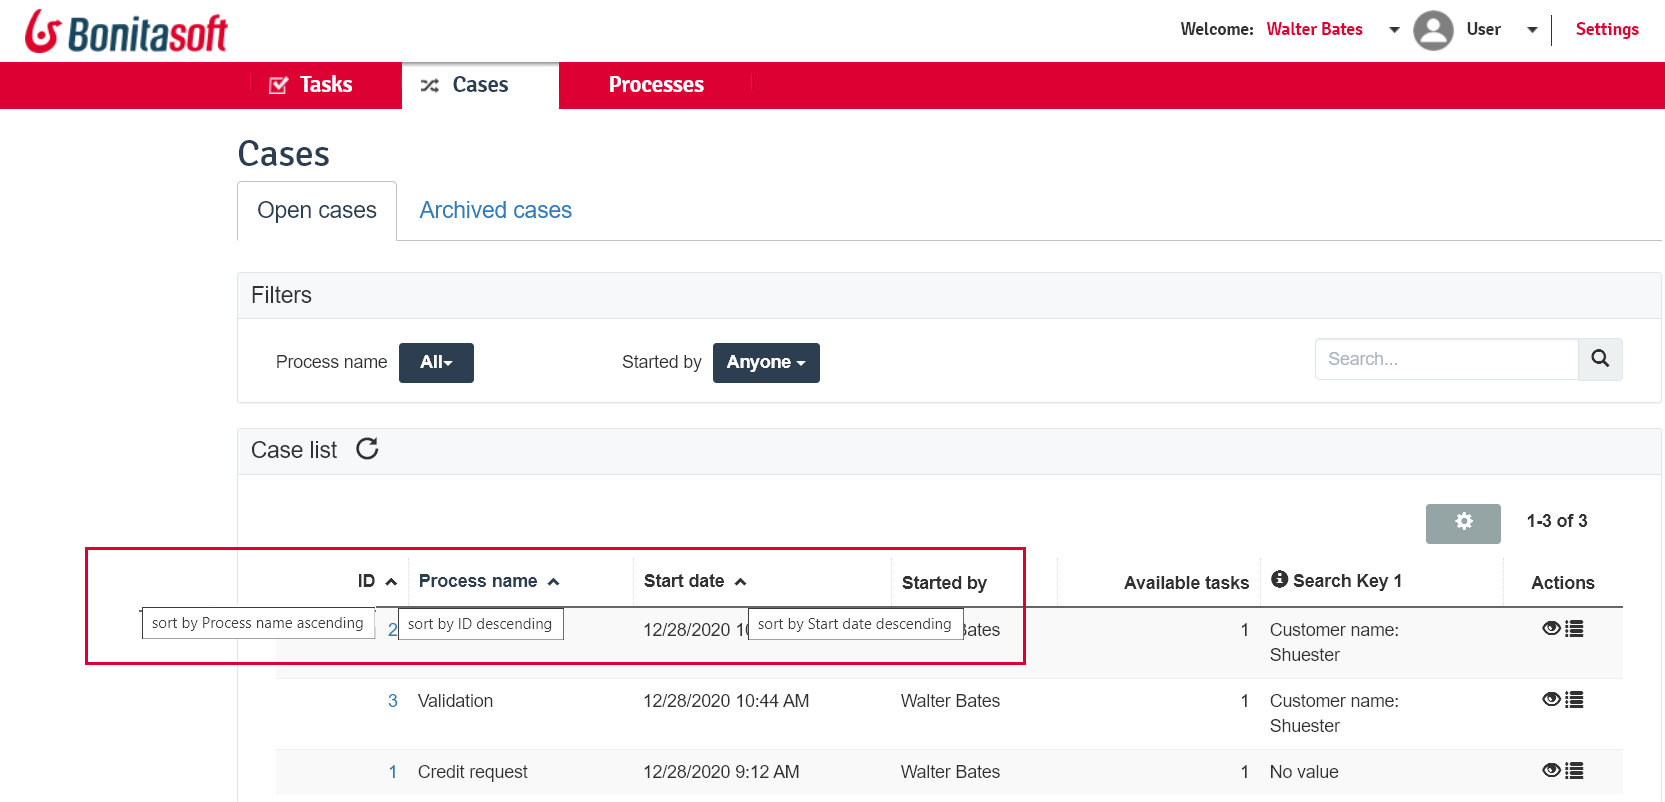 Bonitasoft
Welcome: Walter Bates User Settings
Tasks Cases Processes
Cases
Open cases Archived cases
Filters
Process name All Started by Anyone Search...
Case list
1-3 of 3
ID Process name Start date Started by Available tasks Search Key 1 Actions
sort by Process name ascending sort by ID descending sort by Start date descending
2 12/28/2020 1 Customer name:
Shuester
3 Validation 12/28/2020 10:44 AM Walter Bates 1 Customer name:
Shuester
1 Credit request 12/28/2020 9:12 AM Walter Bates 1 No value